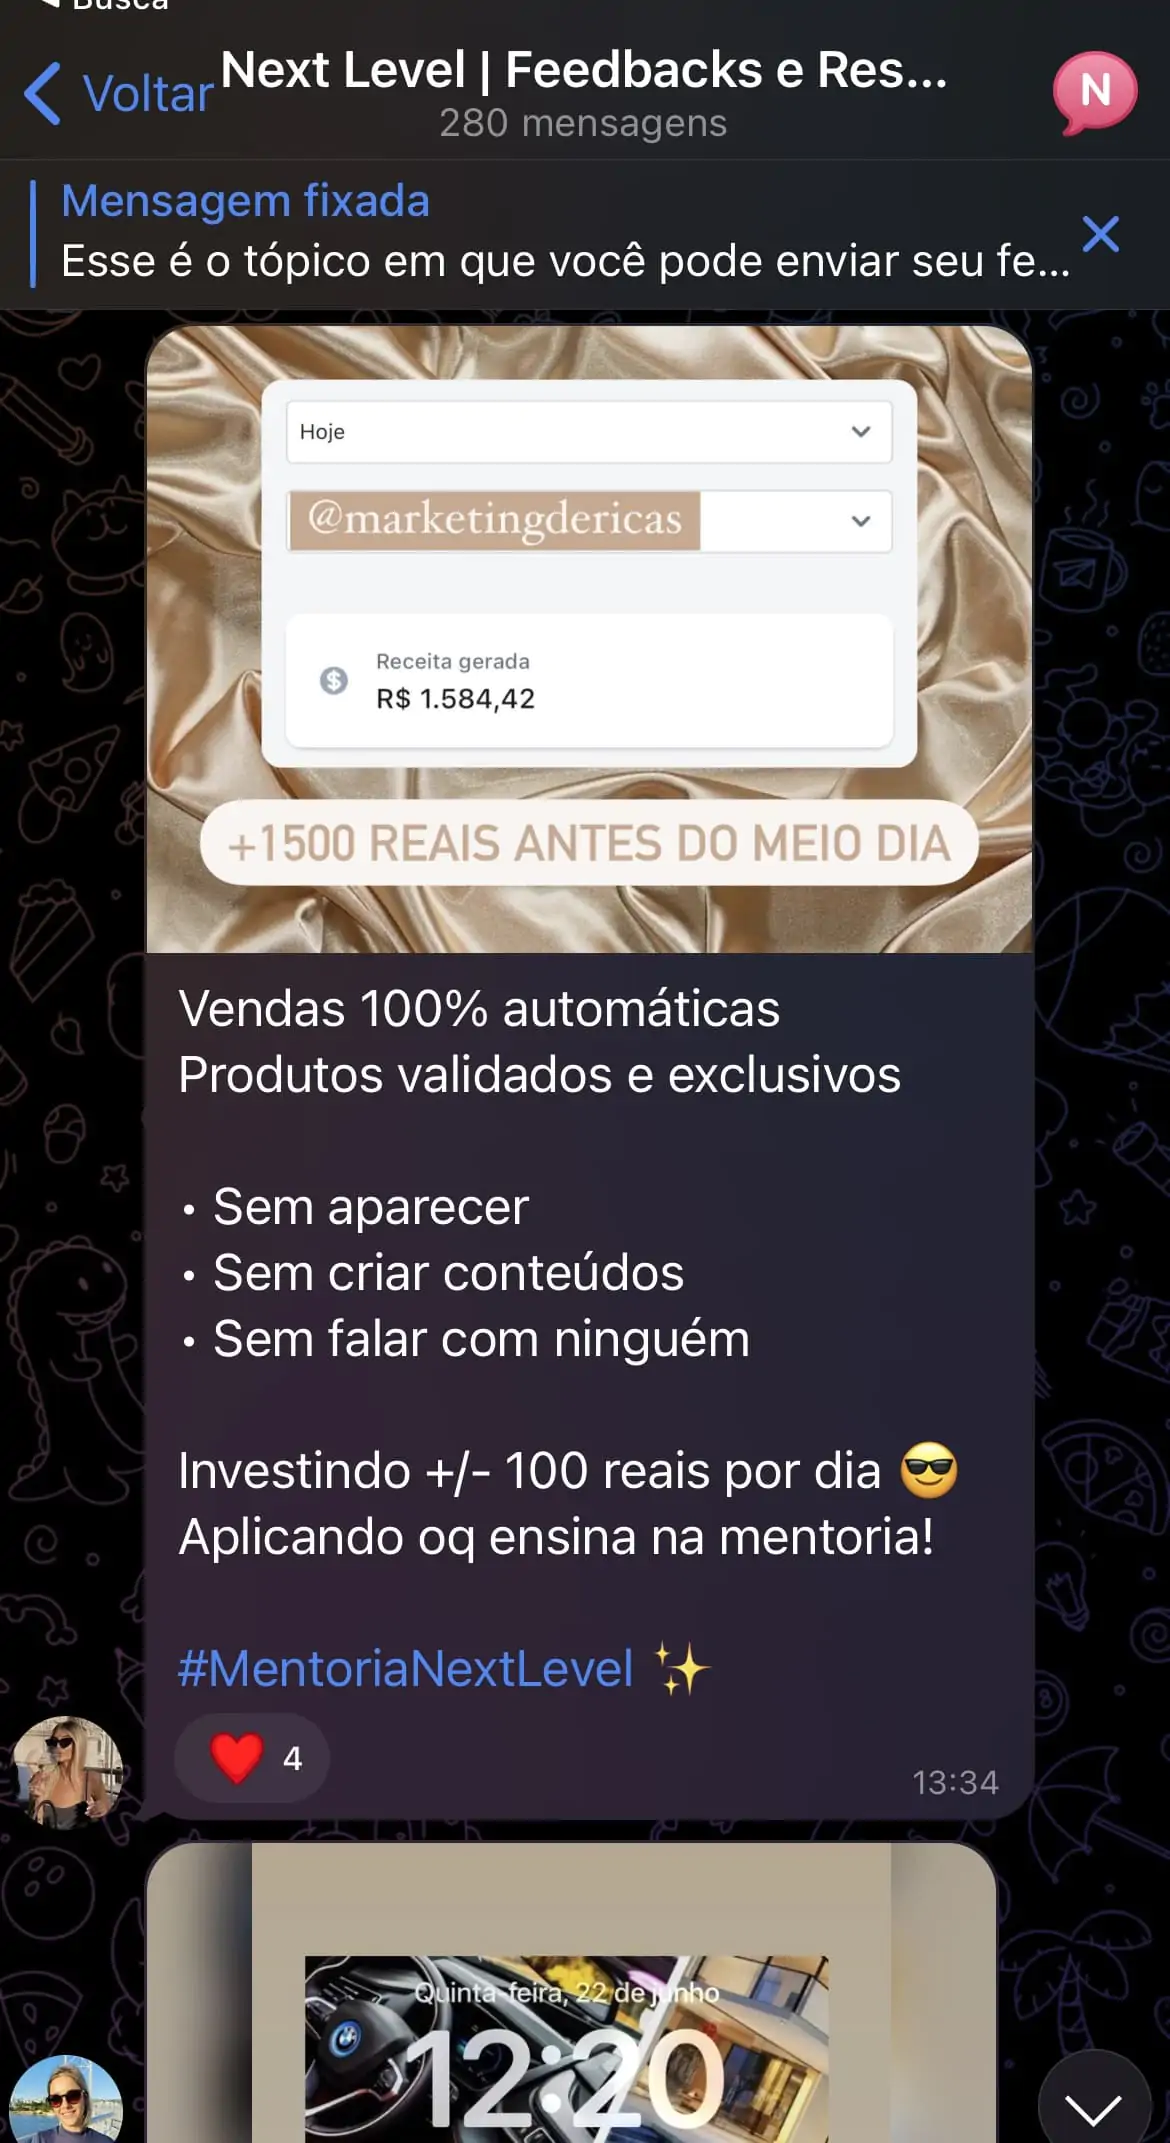 Busca
Voltar
Next Level | Feedbacks e Res...
280 mensagens
N
Mensagem fixada
Esse é o tópico em que você pode enviar seu fe...
Hoje
@marketingdericas
Receita gerada
R$ 1.584,42
+1500 REAIS ANTES DO MEIO DIA
Vendas 100% automáticas
Produtos validados e exclusivos
• Sem aparecer
• Sem criar conteúdos
• Sem falar com ninguém
Investindo +/- 100 reais por dia 😎
Aplicando oq ensina na mentoria!
#MentoriaNextLevel ✨
❤️ 4
13:34
Quinta-feira, 22 de junho
12:20